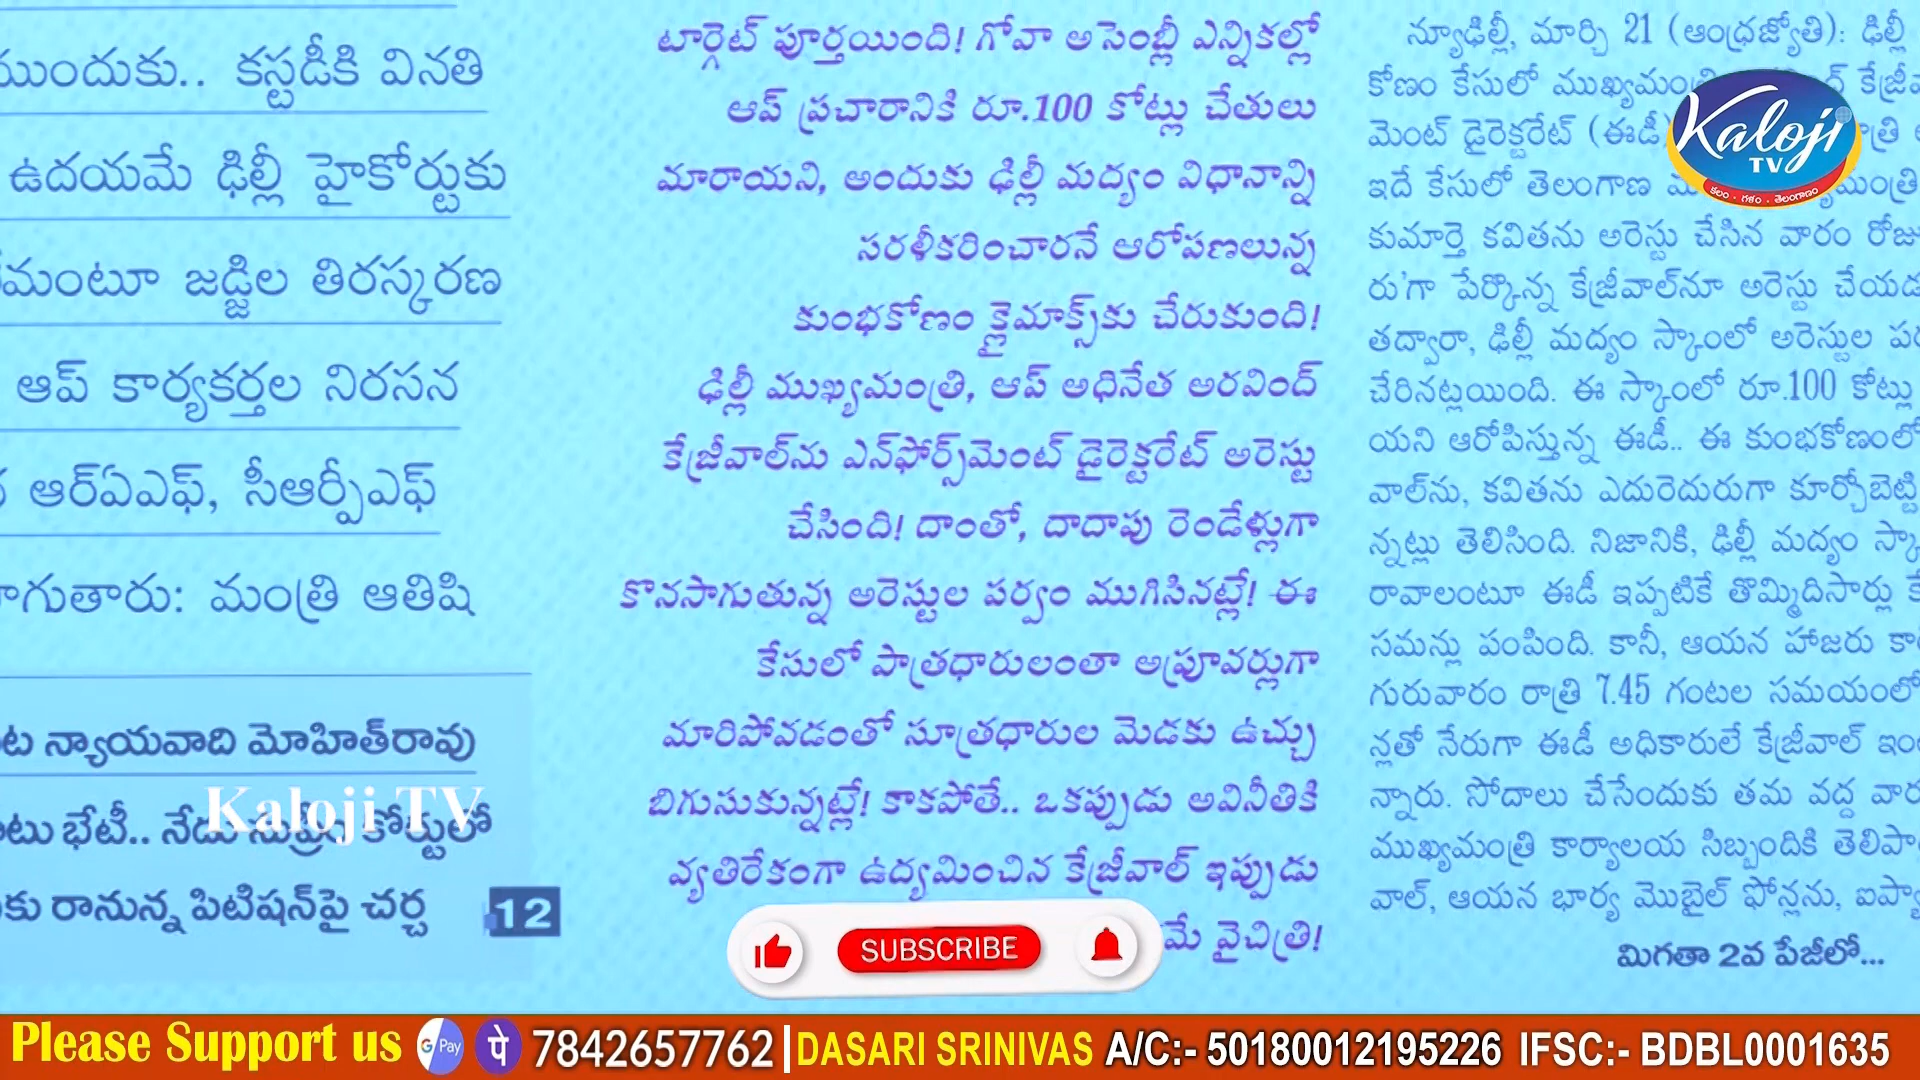 యుందుకు.. కస్టడీకి వినతి
ఉదయమే ఢిల్లీ హైకోర్టుకు
మంటూ జడ్జిల తిరస్కరణ
ఆప్ కార్యకర్తల నిరసన
ఆర్ఏఎఫ్, సీఆర్పీఎఫ్
గుతారు: మంత్రి ఆతిషి
న్యాయవాది మోహిత్‌రావు
భేటీ.. నేడు సుప్రీం కోర్టులో
కు రానున్న పిటిషన్‌పై చర్చ 12
Kaloji TV
టార్గెట్ పూర్తయింది! గోవా అసెంబ్లీ ఎన్నికల్లో
ఆప్ ప్రచారానికి రూ.100 కోట్లు చేతులు
మారాయని, అందుకు ఢిల్లీ మద్యం విధానాన్ని
సరళీకరించారనే ఆరోపణలున్న
కుంభకోణం క్లైమాక్స్‌కు చేరుకుంది!
ఢిల్లీ ముఖ్యమంత్రి, ఆప్ అధినేత అరవింద్
కేజ్రీవాల్‌ను ఎన్‌ఫోర్స్‌మెంట్ డైరెక్టరేట్ అరెస్టు
చేసింది! దాంతో, దాదాపు రెండేళ్లుగా
కొనసాగుతున్న అరెస్టుల పర్వం ముగిసినట్లే! ఈ
కేసులో పాత్రధారులంతా అప్రూవర్లుగా
మారిపోవడంతో సూత్రధారుల మెడకు ఉచ్చు
బిగుసుకున్నట్లే! కాకపోతే.. ఒకప్పుడు అవినీతికి
వ్యతిరేకంగా ఉద్యమించిన కేజ్రీవాల్ ఇప్పుడు
మే వైచిత్రి!
SUBSCRIBE
న్యూఢిల్లీ, మార్చి 21 (ఆంధ్రజ్యోతి): ఢిల్లీ
కోణం కేసులో ముఖ్యమంత్రి
మెంట్ డైరెక్టరేట్ (ఈడీ)
ఇదే కేసులో తెలంగాణ
కుమార్తె కవితను అరెస్టు చేసిన వారం
రు'గా పేర్కొన్న కేజ్రీవాల్‌నూ అరెస్టు
తద్వారా, ఢిల్లీ మద్యం స్కాంలో అరెస్టుల
చేరినట్లయింది. ఈ స్కాంలో రూ.100 కోట్లు
యని ఆరోపిస్తున్న ఈడీ.. ఈ కుంభకోణంలో
వాల్‌ను, కవితను ఎదురెదురుగా కూర్చోబెట్టి
న్నట్లు తెలిసింది. నిజానికి, ఢిల్లీ మద్యం
రావాలంటూ ఈడీ ఇప్పటికే తొమ్మిదిసార్లు
సమన్లు పంపింది. కానీ, ఆయన హాజరు
గురువారం రాత్రి 7.45 గంటల సమయంలో
న్లతో నేరుగా ఈడీ అధికారులే కేజ్రీవాల్
న్నారు. సోదాలు చేసేందుకు తమ వద్ద
ముఖ్యమంత్రి కార్యాలయ సిబ్బందికి
వాల్, ఆయన భార్య మొబైల్ ఫోన్లను,
మిగతా 2వ పేజీలో...
Kaloji
TV
కలం - గళం - తెలంగాణం
Please Support us G Pay పే 7842657762 | DASARI SRINIVAS A/C:- 50180012195226 IFSC:- BDBL0001635